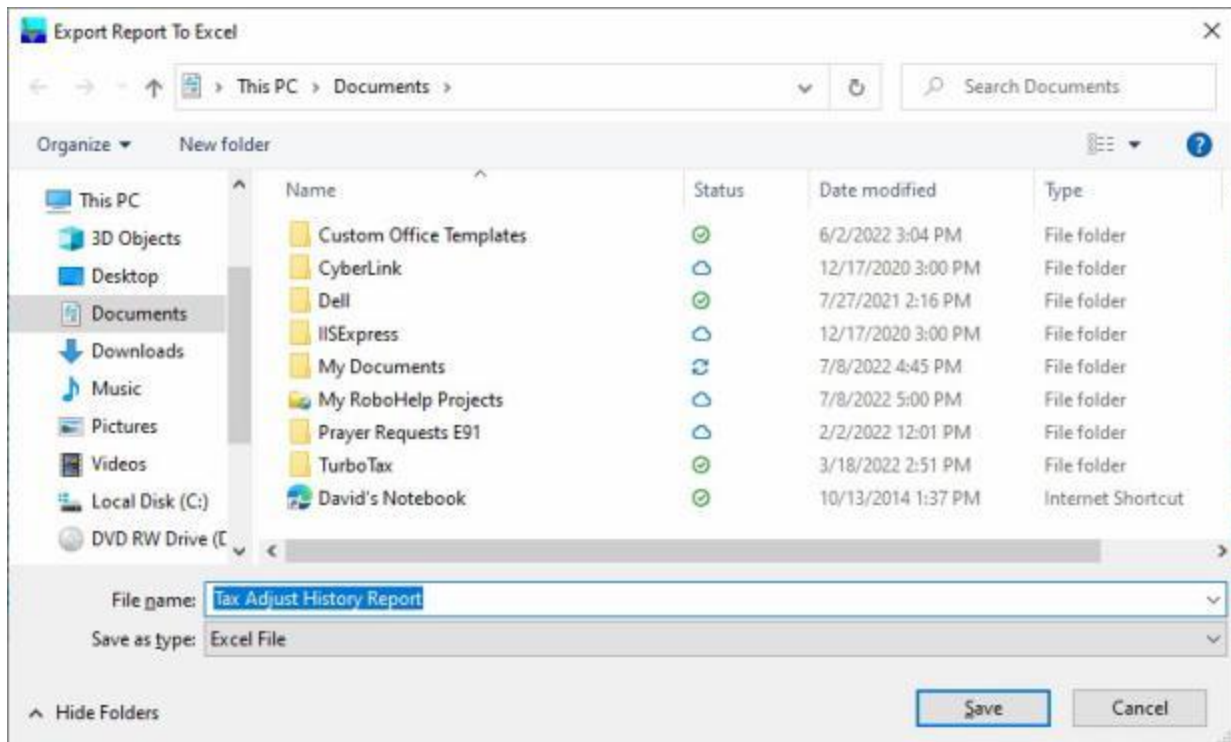 Export Report To Excel
This PC > Documents >
Search Documents
Organize
New folder
Name Status Date modified Type
This PC
3D Objects
Desktop
Documents
Downloads
Music
Pictures
Videos
Local Disk (C:)
DVD RW Drive (D
Custom Office Templates 6/2/2022 3:04 PM File folder
CyberLink 12/17/2020 3:00 PM File folder
Dell 7/27/2021 2:16 PM File folder
IISExpress 12/17/2020 3:00 PM File folder
My Documents 7/8/2022 4:45 PM File folder
My RoboHelp Projects 7/8/2022 5:00 PM File folder
Prayer Requests E91 2/2/2022 12:01 PM File folder
TurboTax 3/18/2022 2:51 PM File folder
David's Notebook 10/13/2014 1:37 PM Internet Shortcut
File name: Tax Adjust History Report
Save as type: Excel File
Hide Folders
Save
Cancel